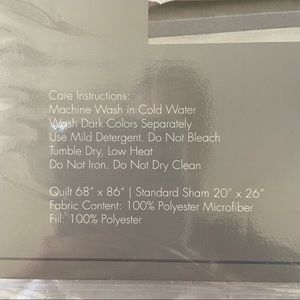 Care Instructions:
Machine Wash in Cold Water
Wash Dark Colors Separately
Use Mild Detergent. Do Not Bleach
Tumble Dry, Low Heat
Do Not Iron. Do Not Dry Clean
Quilt 68" x 86" | Standard Sham 20" x 26"
Fabric Content: 100% Polyester Microfiber
Fill: 100% Polyester